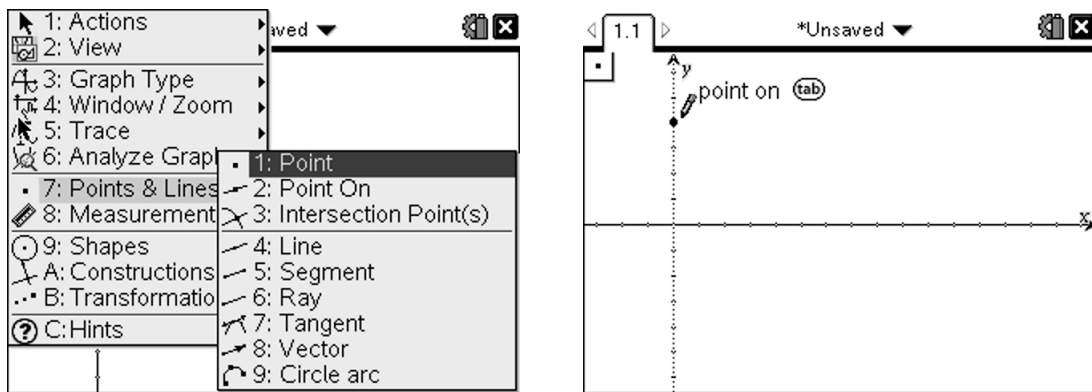 1: Actions
aved
2: View
3: Graph Type
4: Window / Zoom
5: Trace
6: Analyze Grap
7: Points & Lines
8: Measurement
9: Shapes
A: Constructions
B: Transformatio
C:Hints
1: Point
2: Point On
3: Intersection Point(s)
4: Line
5: Segment
6: Ray
7: Tangent
8: Vector
9: Circle arc
1.1
*Unsaved
y
point on tab
x